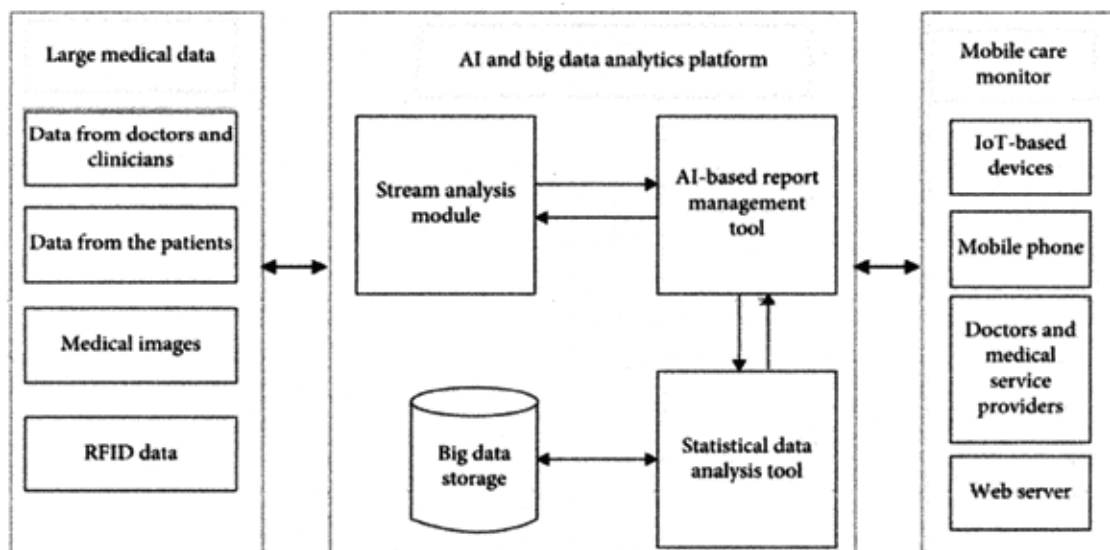 Large medical data
Data from doctors and
clinicians
Data from the patients
Medical images
RFID data
AI and big data analytics platform
Stream analysis
module
AI-based report
management
tool
Big data
storage
Statistical data
analysis tool
Mobile care
monitor
IoT-based
devices
Mobile phone
Doctors and
medical
service
providers
Web server